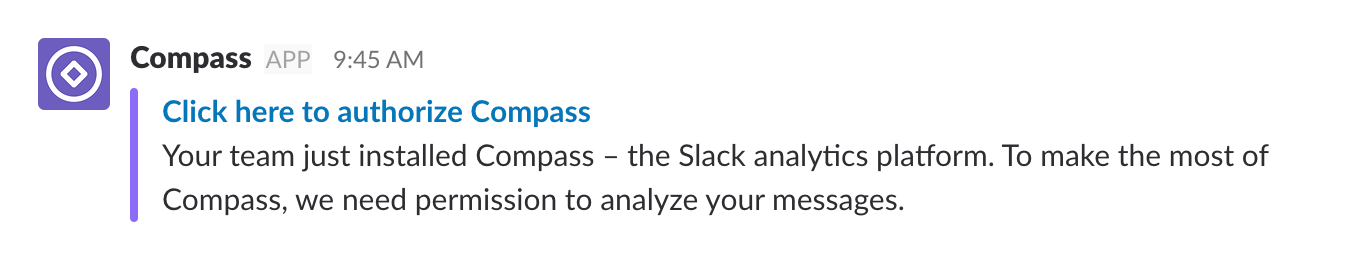 Compass APP 9:45 AM
Click here to authorize Compass
Your team just installed Compass – the Slack analytics platform. To make the most of
Compass, we need permission to analyze your messages.